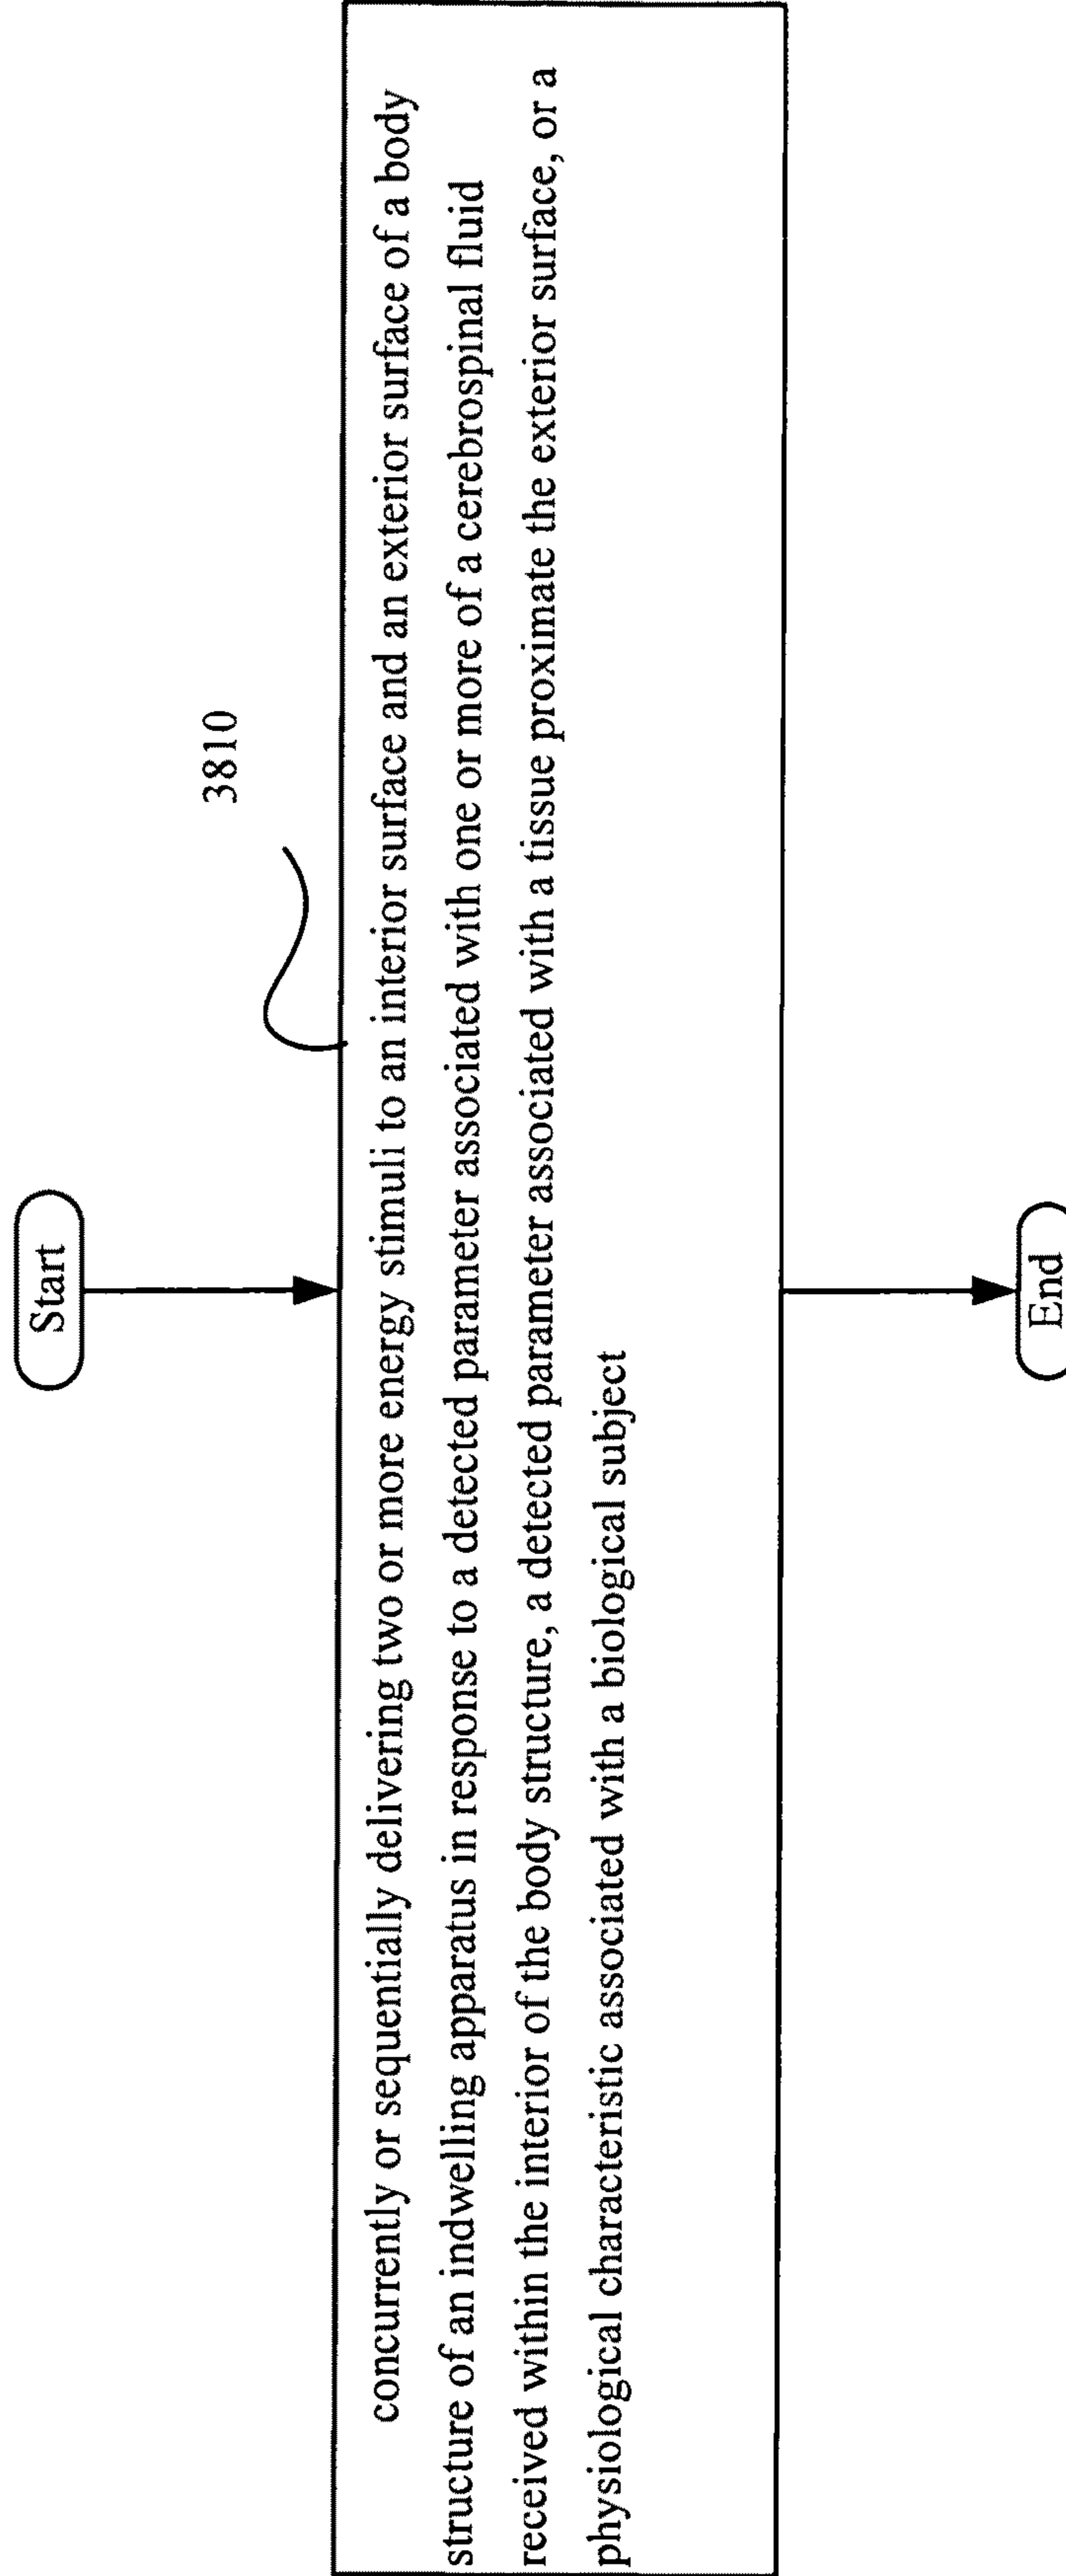 Start
3810
concurrently or sequentially delivering two or more energy stimuli to an interior surface and an exterior surface of a body
structure of an indwelling apparatus in response to a detected parameter associated with one or more of a cerebrospinal fluid
received within the interior of the body structure, a detected parameter associated with a tissue proximate the exterior surface, or a
physiological characteristic associated with a biological subject
End